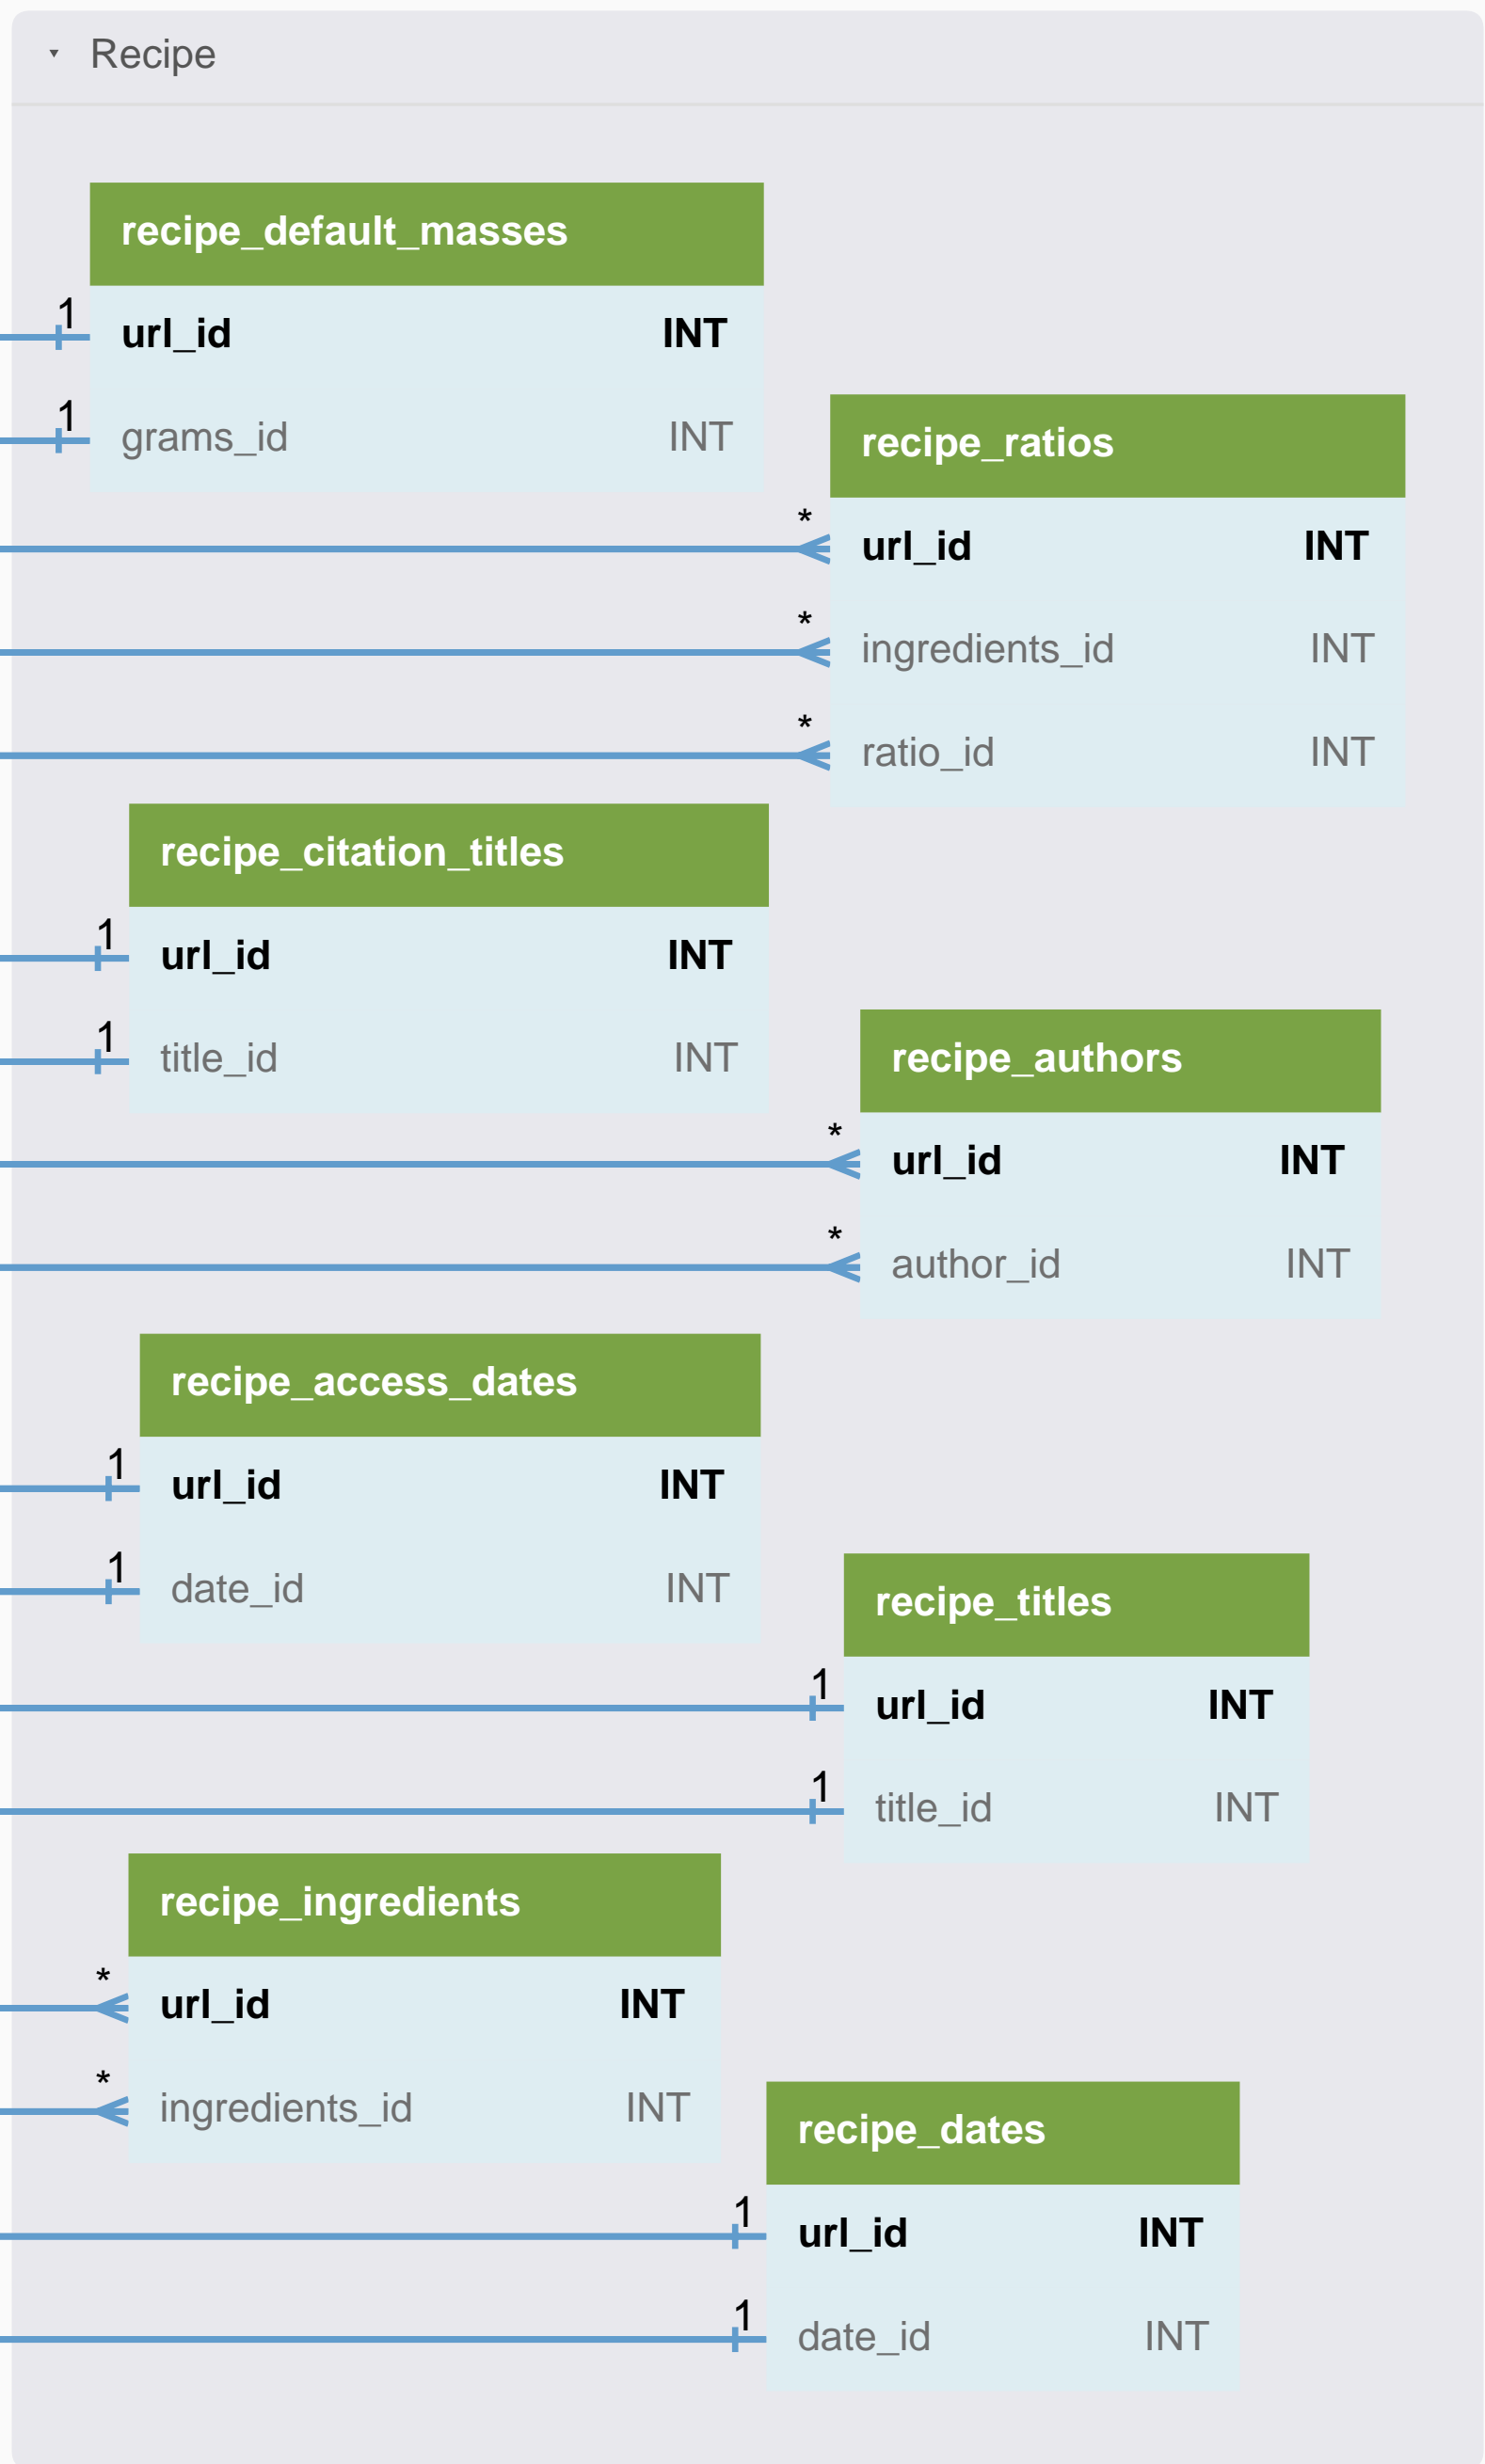 Recipe
recipe_default_masses
1 url_id INT
1 grams_id INT
recipe_ratios
* url_id INT
* ingredients_id INT
* ratio_id INT
recipe_citation_titles
1 url_id INT
1 title_id INT
recipe_authors
* url_id INT
* author_id INT
recipe_access_dates
1 url_id INT
1 date_id INT
recipe_titles
1 url_id INT
1 title_id INT
recipe_ingredients
* url_id INT
* ingredients_id INT
recipe_dates
1 url_id INT
1 date_id INT